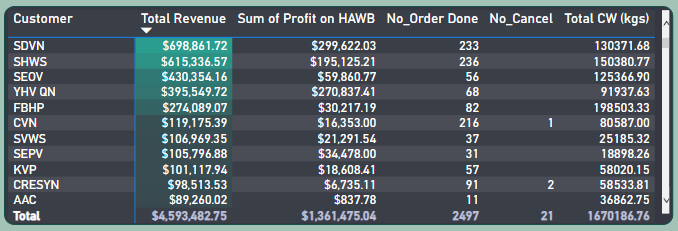 Customer Total Revenue Sum of Profit on HAWB No_Order Done No_Cancel Total CW (kgs)
SDVN $698,861.72 $299,622.03 233 130371.68
SHWS $615,336.57 $195,125.21 236 150380.77
SEOV $430,354.16 $59,860.77 56 125366.90
YHV QN $395,549.72 $270,837.41 68 91937.63
FBHP $274,089.07 $30,217.19 82 198503.33
CVN $119,175.39 $16,353.00 216 1 80587.00
SVWS $106,969.35 $21,291.54 37 25185.32
SEPV $105,796.88 $34,478.00 31 18898.26
KVP $101,117.94 $18,608.41 57 58020.15
CRESYN $98,513.53 $6,735.11 91 2 58533.81
AAC $89,260.02 $837.78 11 36862.75
Total $4,593,482.75 $1,361,475.04 2497 21 1670186.76